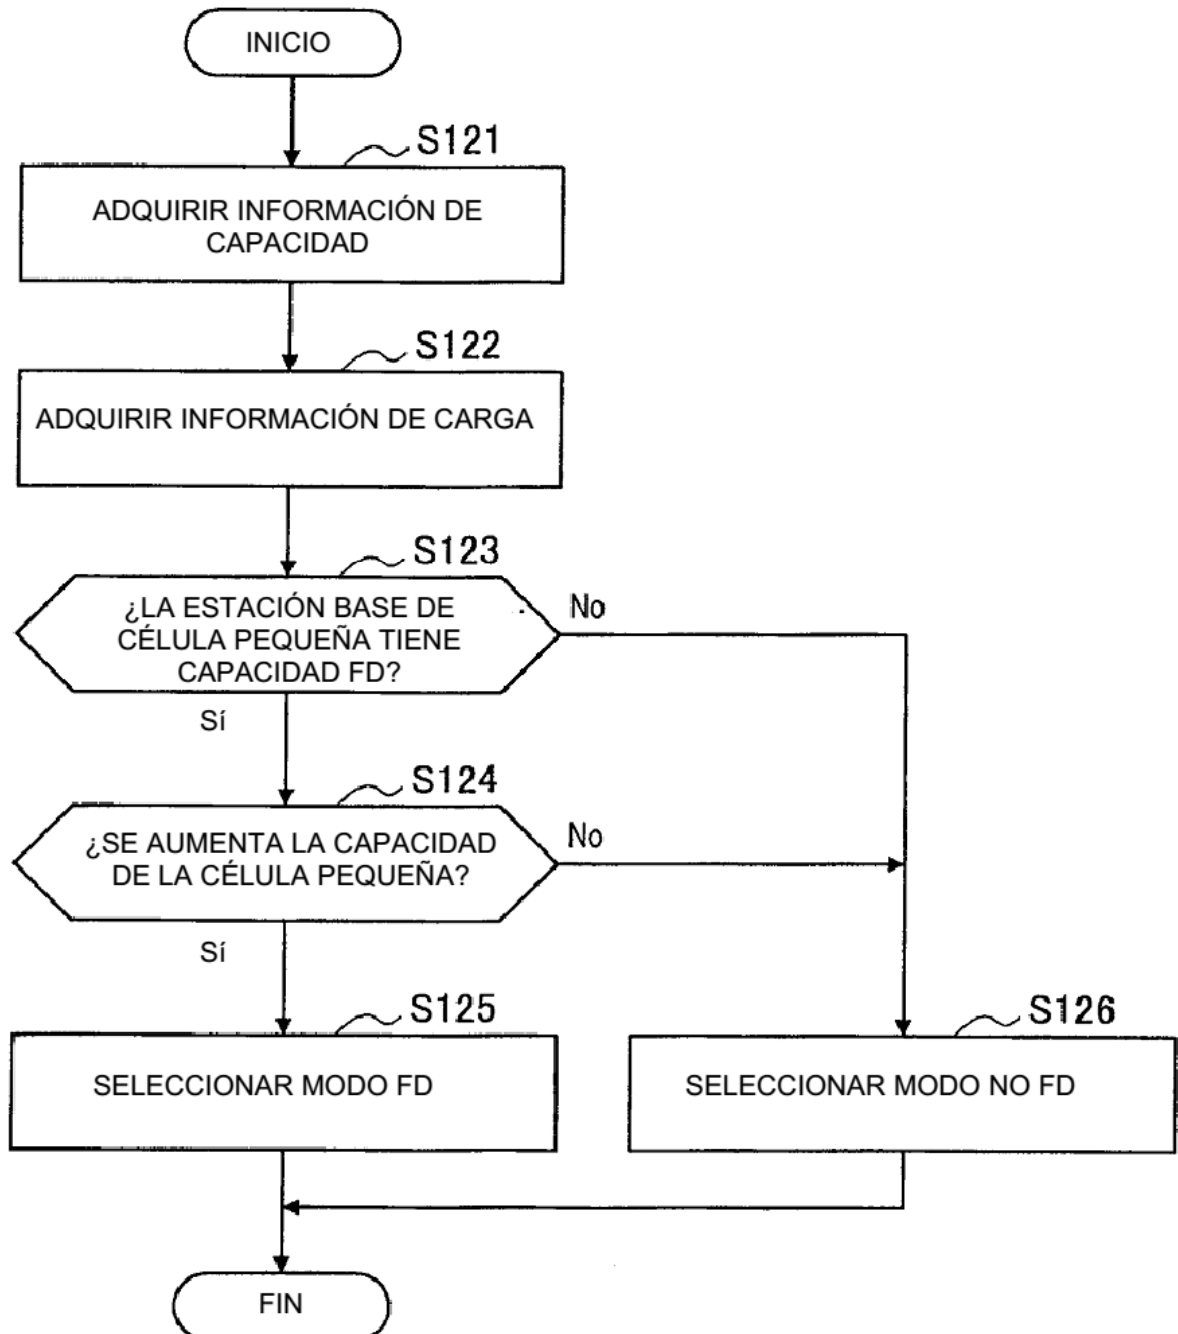 INICIO
S121
ADQUIRIR INFORMACIÓN DE
CAPACIDAD
S122
ADQUIRIR INFORMACIÓN DE CARGA
S123
¿LA ESTACIÓN BASE DE
CÉLULA PEQUEÑA TIENE
CAPACIDAD FD?
No
Sí
S124
¿SE AUMENTA LA CAPACIDAD
DE LA CÉLULA PEQUEÑA?
No
Sí
S125
SELECCIONAR MODO FD
S126
SELECCIONAR MODO NO FD
FIN